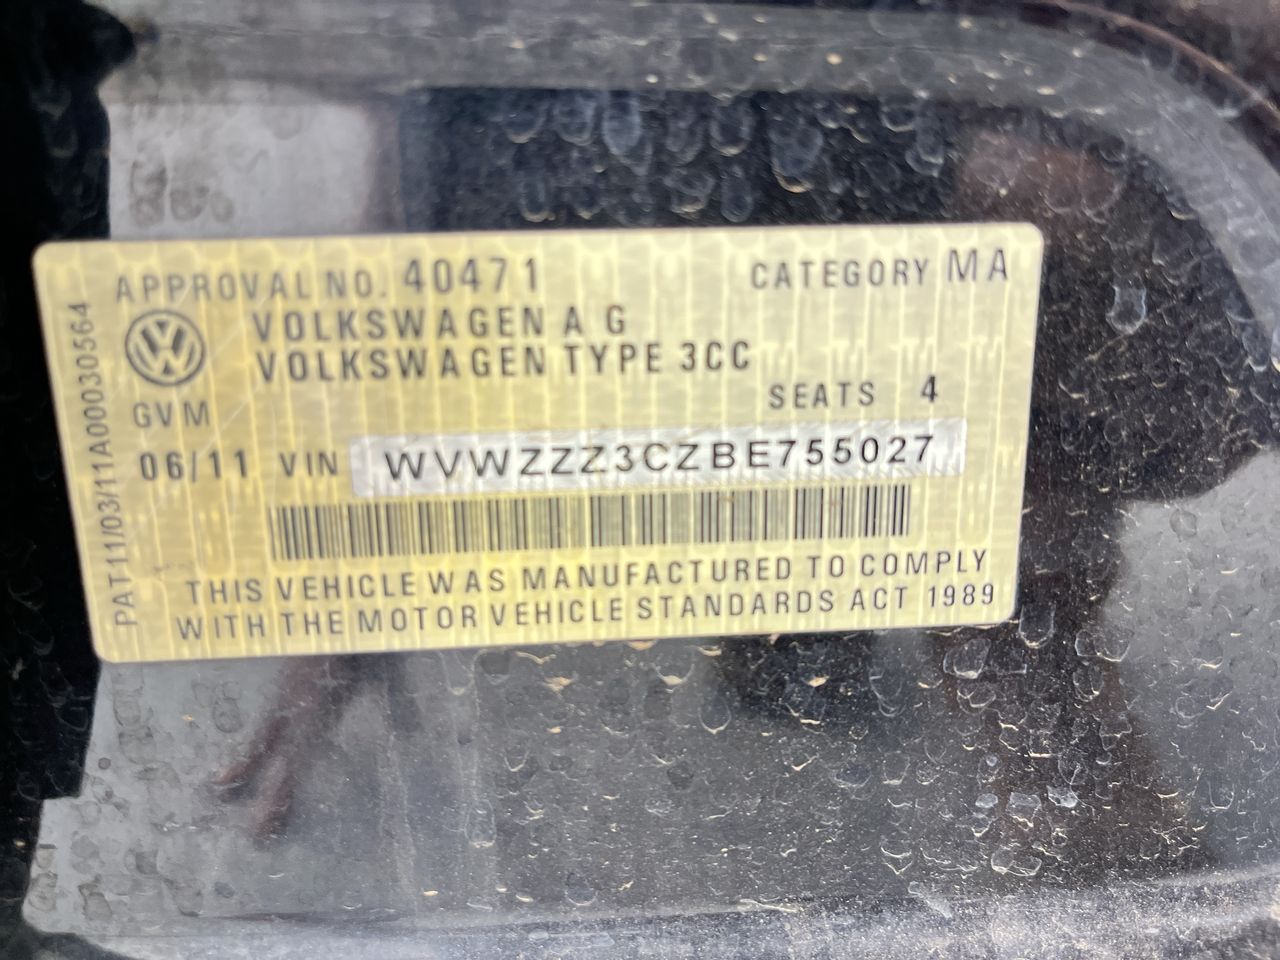 APPROVAL NO. 40471 CATEGORY MA
VOLKSWAGEN A G
VOLKSWAGEN TYPE 3CC
SEATS 4
GVM
06/11 VIN WVWZZZ3CZBE755027
THIS VEHICLE WAS MANUFACTURED TO COMPLY
WITH THE MOTOR VEHICLE STANDARDS ACT 1989
PAT11/03/11A00030564